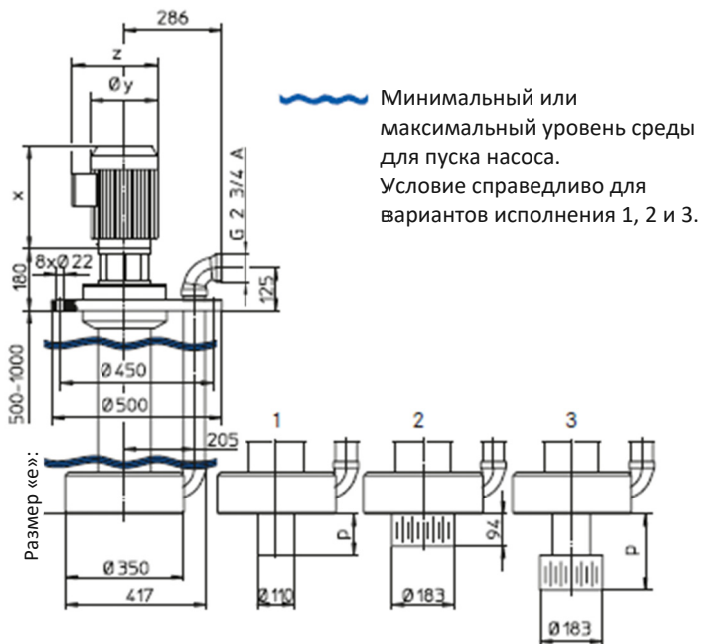 286
z
Øy
Минимальный или
максимальный уровень среды
для пуска насоса.
Условие справедливо для
вариантов исполнения 1, 2 и 3.
x
G 2 3/4 A
8xØ22
180
125
500-1000
Ø450
Ø500
205
1
2
3
Размер «е»:
p
94
p
Ø350
Ø110
Ø183
417
Ø183